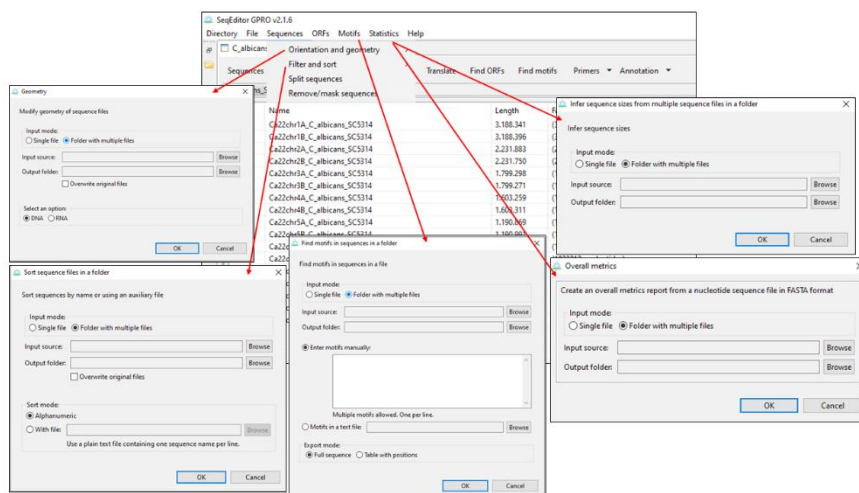 SeqEditor GPRO v2.1.6
Directory File Sequences ORFs Motifs Statistics Help
C_albicans
Orientation and geometry
Filter and sort
Split sequences
Remove/mask sequences
Sequences
Translate Find ORFs Find motifs Primers Annotation
Name Length
Ca22chr1A_C_albicans_SC5314 3.188.341
Ca22chr1B_C_albicans_SC5314 3.188.396
Ca22chr2A_C_albicans_SC5314 2.231.883
Ca22chr2B_C_albicans_SC5314 2.231.750
Ca22chr3A_C_albicans_SC5314 1.799.298
Ca22chr3B_C_albicans_SC5314 1.799.271
Ca22chr4A_C_albicans_SC5314 1.603.259
Ca22chr4B_C_albicans_SC5314 1.603.311
Ca22chr5A_C_albicans_SC5314 1.190.869
Geometry
Modify geometry of sequence files
Input mode:
Single file Folder with multiple files
Input source: Browse
Output folder: Browse
Overwrite original files
Select an option:
DNA RNA
OK Cancel
Sort sequence files in a folder
Sort sequences by name or using an auxiliary file
Input mode:
Single file Folder with multiple files
Input source: Browse
Output folder: Browse
Overwrite original files
Sort mode:
Alphanumeric
With file: Browse
Use a plain text file containing one sequence name per line.
OK Cancel
Find motifs in sequences in a folder
Find motifs in sequences in a file
Input mode:
Single file Folder with multiple files
Input source: Browse
Output folder: Browse
Enter motifs manually:
Multiple motifs allowed. One per line.
Motifs in a text file: Browse
Export mode:
Full sequence Table with positions
OK Cancel
Infer sequence sizes from multiple sequence files in a folder
Infer sequence sizes
Input mode:
Single file Folder with multiple files
Input source: Browse
Output folder: Browse
OK Cancel
Overall metrics
Create an overall metrics report from a nucleotide sequence file in FASTA format
Input mode:
Single file Folder with multiple files
Input source: Browse
Output folder: Browse
OK Cancel